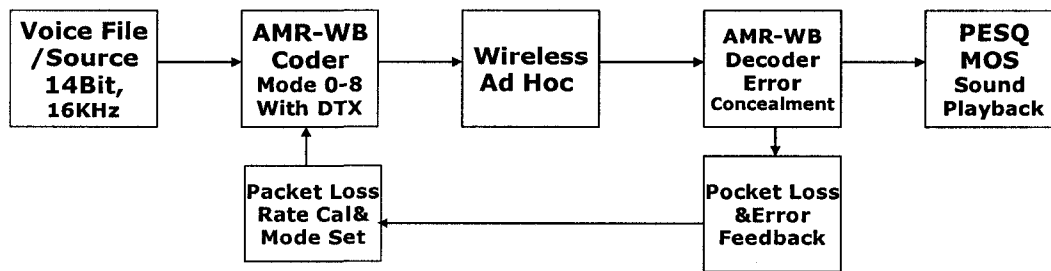 Voice File
/Source
14Bit,
16KHz
AMR-WB
Coder
Mode 0-8
With DTX
Wireless
Ad Hoc
AMR-WB
Decoder
Error
Concealment
PESQ
MOS
Sound
Playback
Packet Loss
Rate Cal&
Mode Set
Pocket Loss
&Error
Feedback